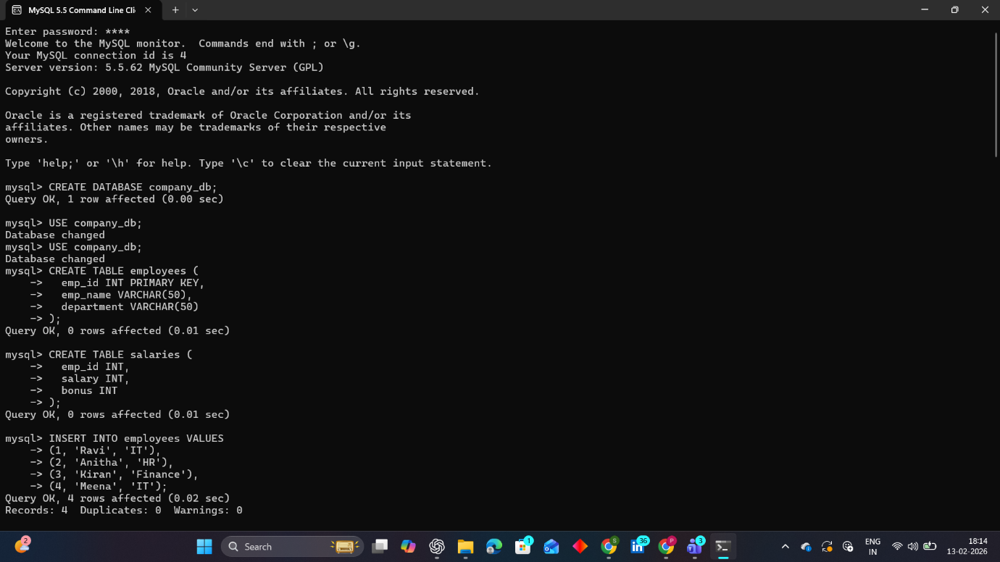 MySQL 5.5 Command Line Cli
Enter password: ****
Welcome to the MySQL monitor.  Commands end with ; or \g.
Your MySQL connection id is 4
Server version: 5.5.62 MySQL Community Server (GPL)
Copyright (c) 2000, 2018, Oracle and/or its affiliates. All rights reserved.
Oracle is a registered trademark of Oracle Corporation and/or its
affiliates. Other names may be trademarks of their respective
owners.
Type 'help;' or '\h' for help. Type '\c' to clear the current input statement.
mysql> CREATE DATABASE company_db;
Query OK, 1 row affected (0.00 sec)
mysql> USE company_db;
Database changed
mysql> USE company_db;
Database changed
mysql> CREATE TABLE employees (
    ->   emp_id INT PRIMARY KEY,
    ->   emp_name VARCHAR(50),
    ->   department VARCHAR(50)
    -> );
Query OK, 0 rows affected (0.01 sec)
mysql> CREATE TABLE salaries (
    ->   emp_id INT,
    ->   salary INT,
    ->   bonus INT
    -> );
Query OK, 0 rows affected (0.01 sec)
mysql> INSERT INTO employees VALUES
    -> (1, 'Ravi', 'IT'),
    -> (2, 'Anitha', 'HR'),
    -> (3, 'Kiran', 'Finance'),
    -> (4, 'Meena', 'IT');
Query OK, 4 rows affected (0.02 sec)
Records: 4  Duplicates: 0  Warnings: 0
2
Search
1
S
36
in
P
3
ENG
IN
18:14
13-02-2026